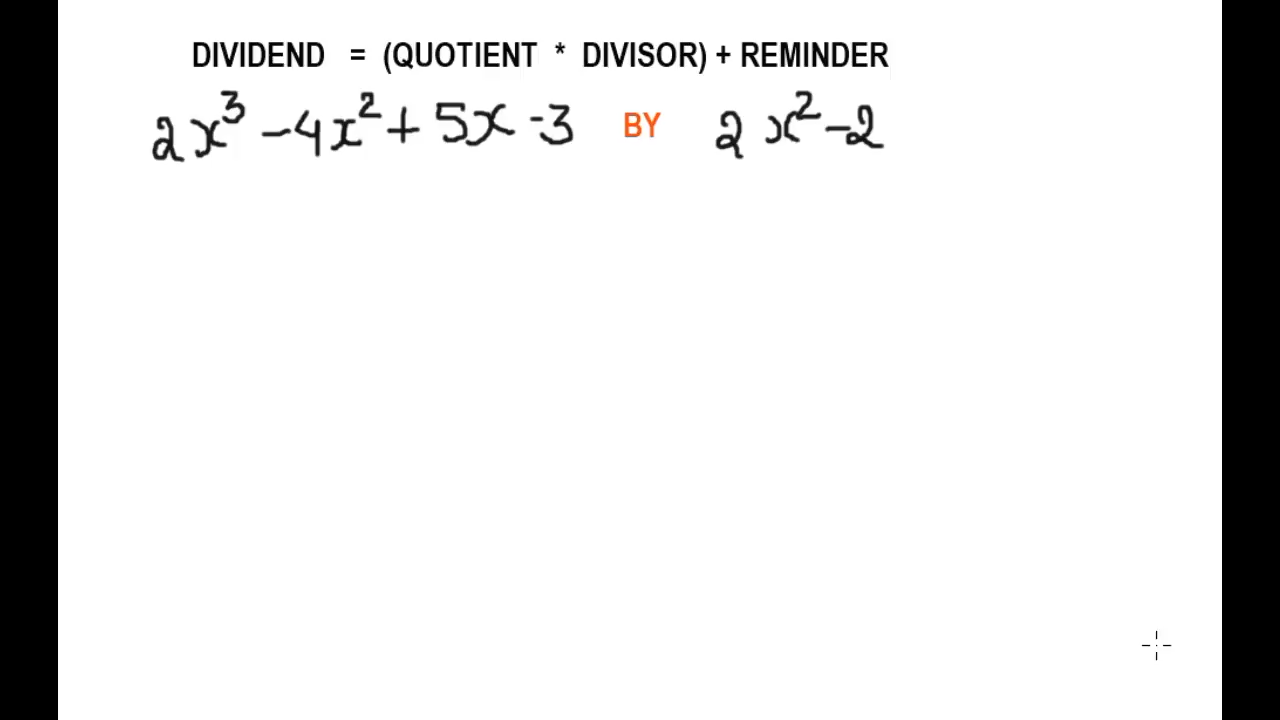 DIVIDEND = (QUOTIENT * DIVISOR) + REMINDER
2x³ -4x² + 5x -3 BY 2x² -2